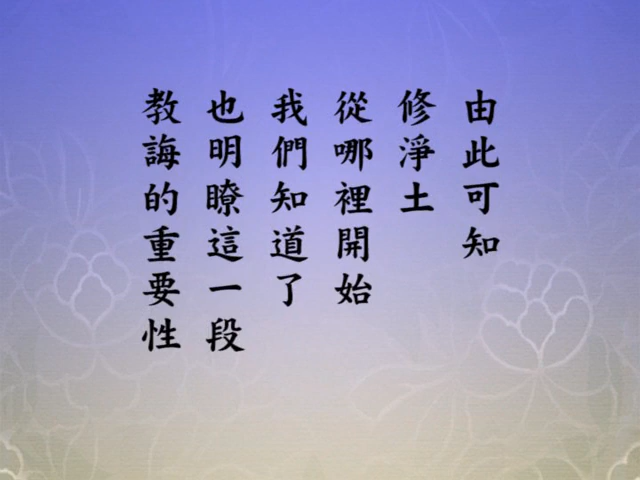 由此可知
修淨土
從哪裡開始
我們知道了
也明瞭這一段
教誨的重要性